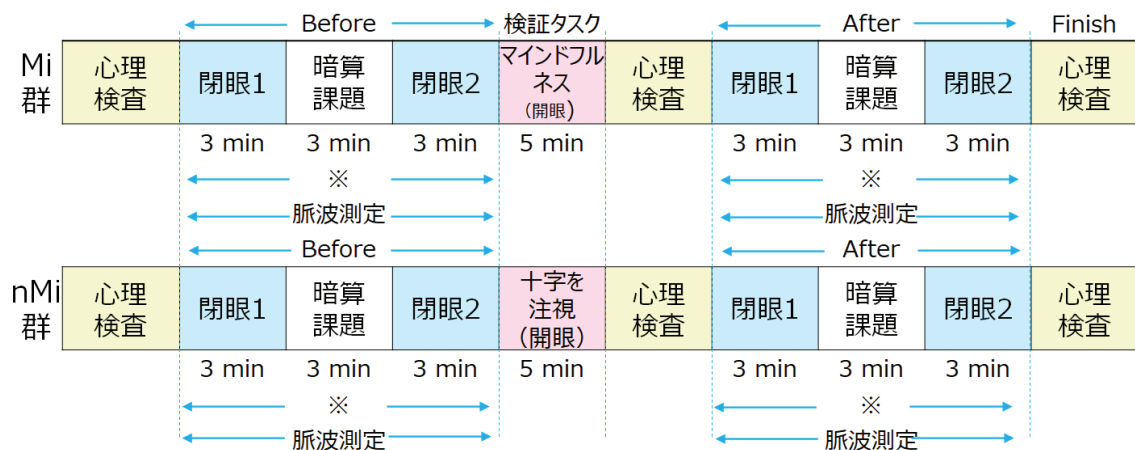 Before 検証タスク After Finish
Mi
群
心理
検査
閉眼1
暗算
課題
閉眼2
マインドフル
ネス
(開眼)
心理
検査
閉眼1
暗算
課題
閉眼2
心理
検査
3 min 3 min 3 min 5 min 3 min 3 min 3 min
※ ※
脈波測定 脈波測定
Before After
nMi
群
心理
検査
閉眼1
暗算
課題
閉眼2
十字を
注視
(開眼)
心理
検査
閉眼1
暗算
課題
閉眼2
心理
検査
3 min 3 min 3 min 5 min 3 min 3 min 3 min
※ ※
脈波測定 脈波測定